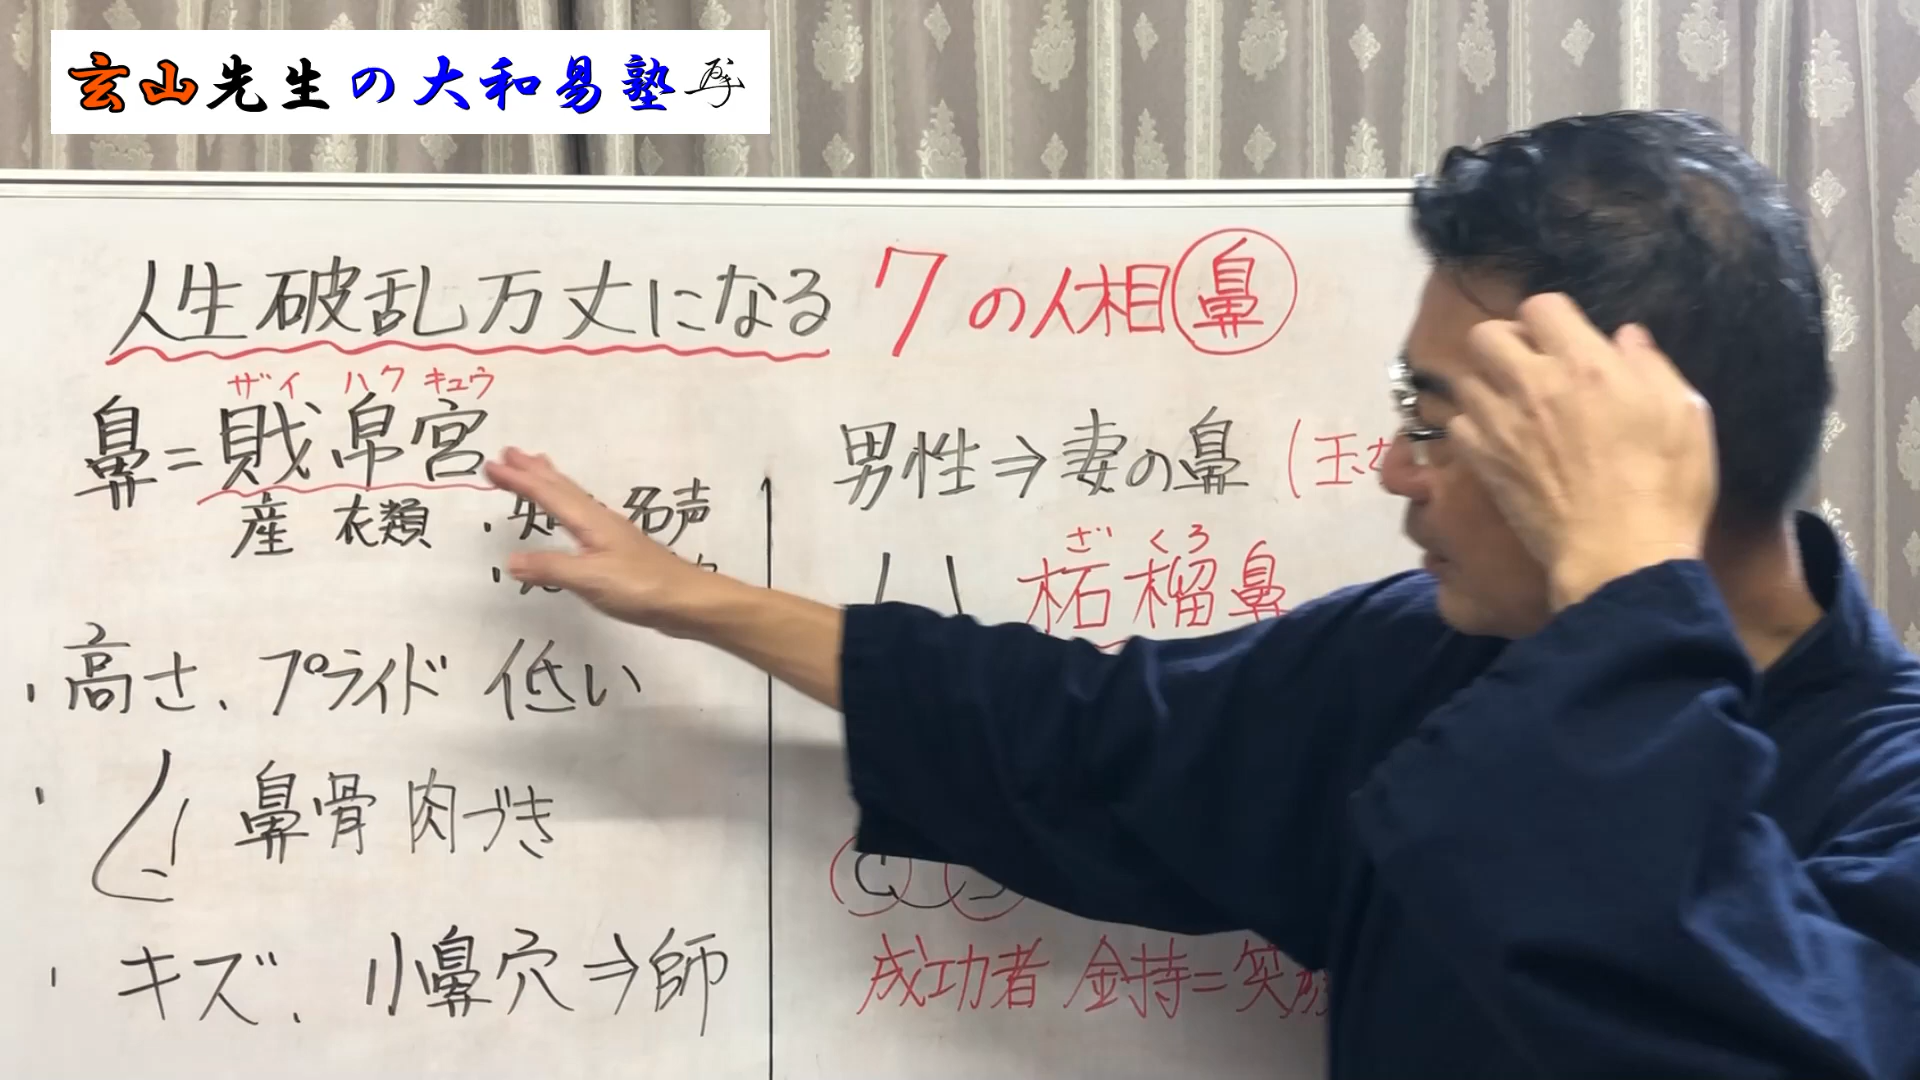 玄山先生の大和易塾
人生破乱万丈になる 7の人相 鼻
ザイ ハク キュウ
鼻=財帛宮
産 衣類 ・ 名声
・高さ、プライド 低い
・ 鼻骨 肉づき
・ キズ、小鼻穴⇒師
男性⇒妻の鼻 (玉
ざくろ
柘榴鼻
成功者 金持=笑顔